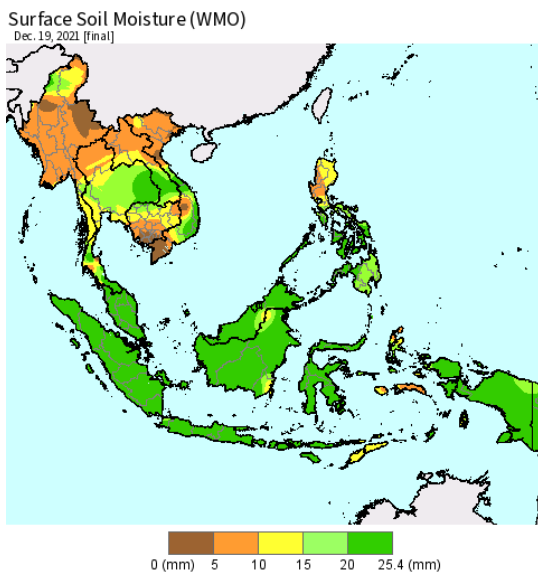 Surface Soil Moisture (WMO)
Dec. 19, 2021 [final]
0 (mm) 5 10 15 20 25.4 (mm)